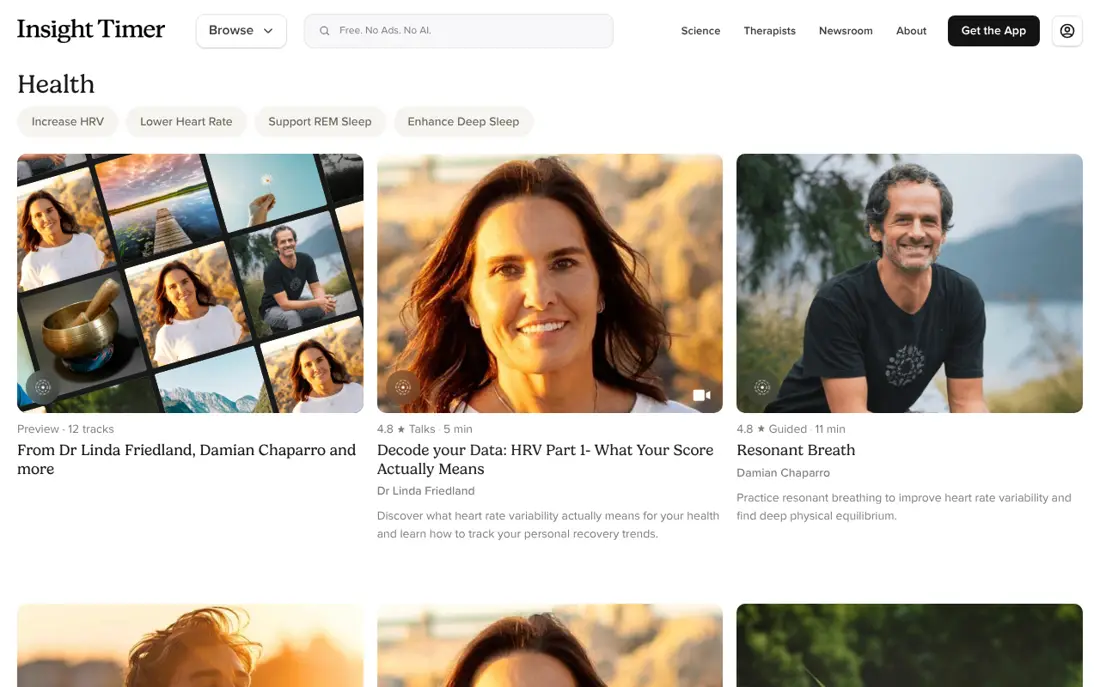 Insight Timer
Browse
Free. No Ads. No AI.
Science
Therapists
Newsroom
About
Get the App
Health
Increase HRV
Lower Heart Rate
Support REM Sleep
Enhance Deep Sleep
Preview · 12 tracks
From Dr Linda Friedland, Damian Chaparro and
more
4.8 ★ Talks · 5 min
Decode your Data: HRV Part 1- What Your Score
Actually Means
Dr Linda Friedland
Discover what heart rate variability actually means for your health
and learn how to track your personal recovery trends.
4.8 ★ Guided · 11 min
Resonant Breath
Damian Chaparro
Practice resonant breathing to improve heart rate variability and
find deep physical equilibrium.